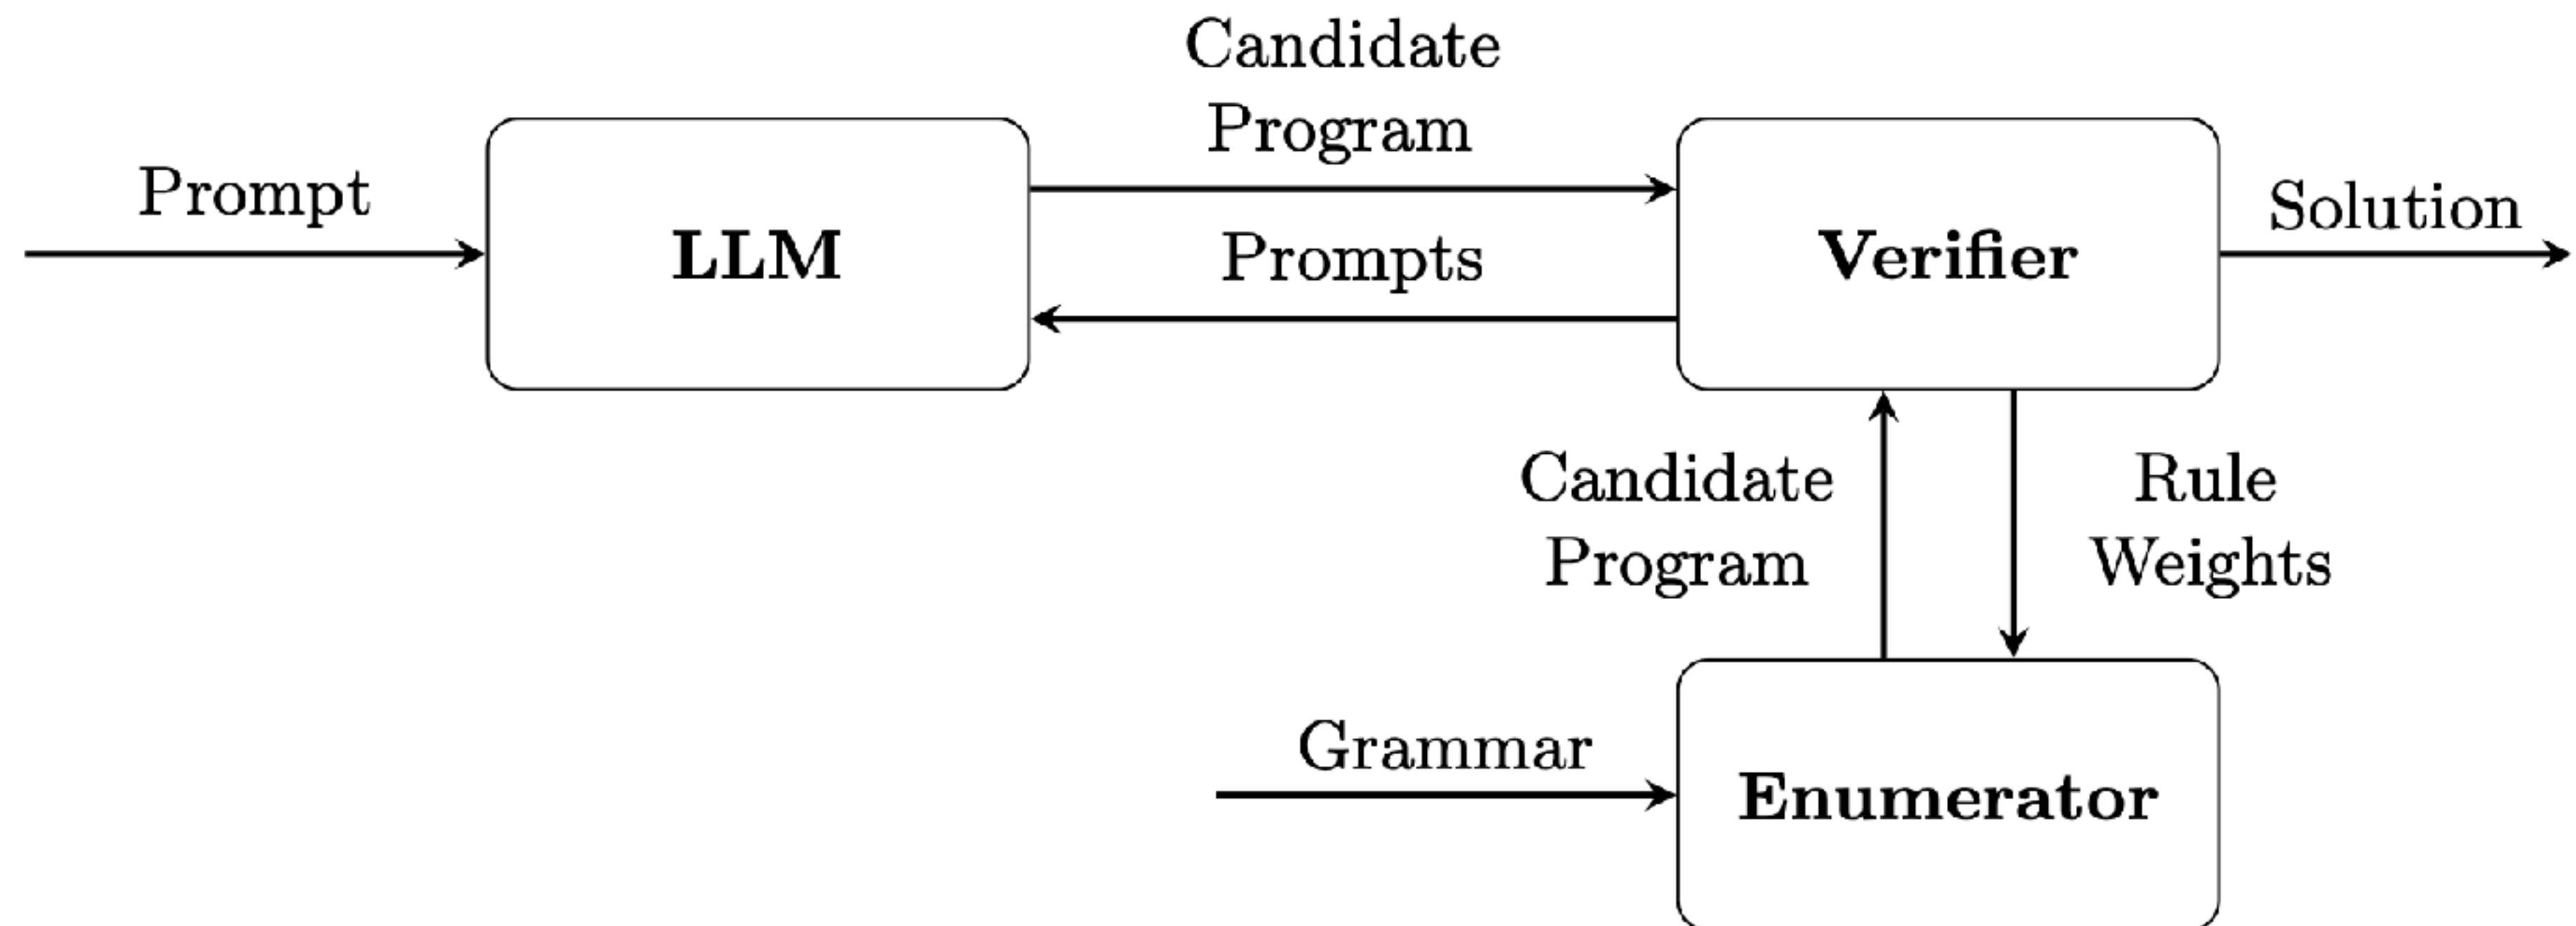 Candidate
Program
Prompt
LLM
Prompts
Verifier
Solution
Candidate
Program
Rule
Weights
Grammar
Enumerator